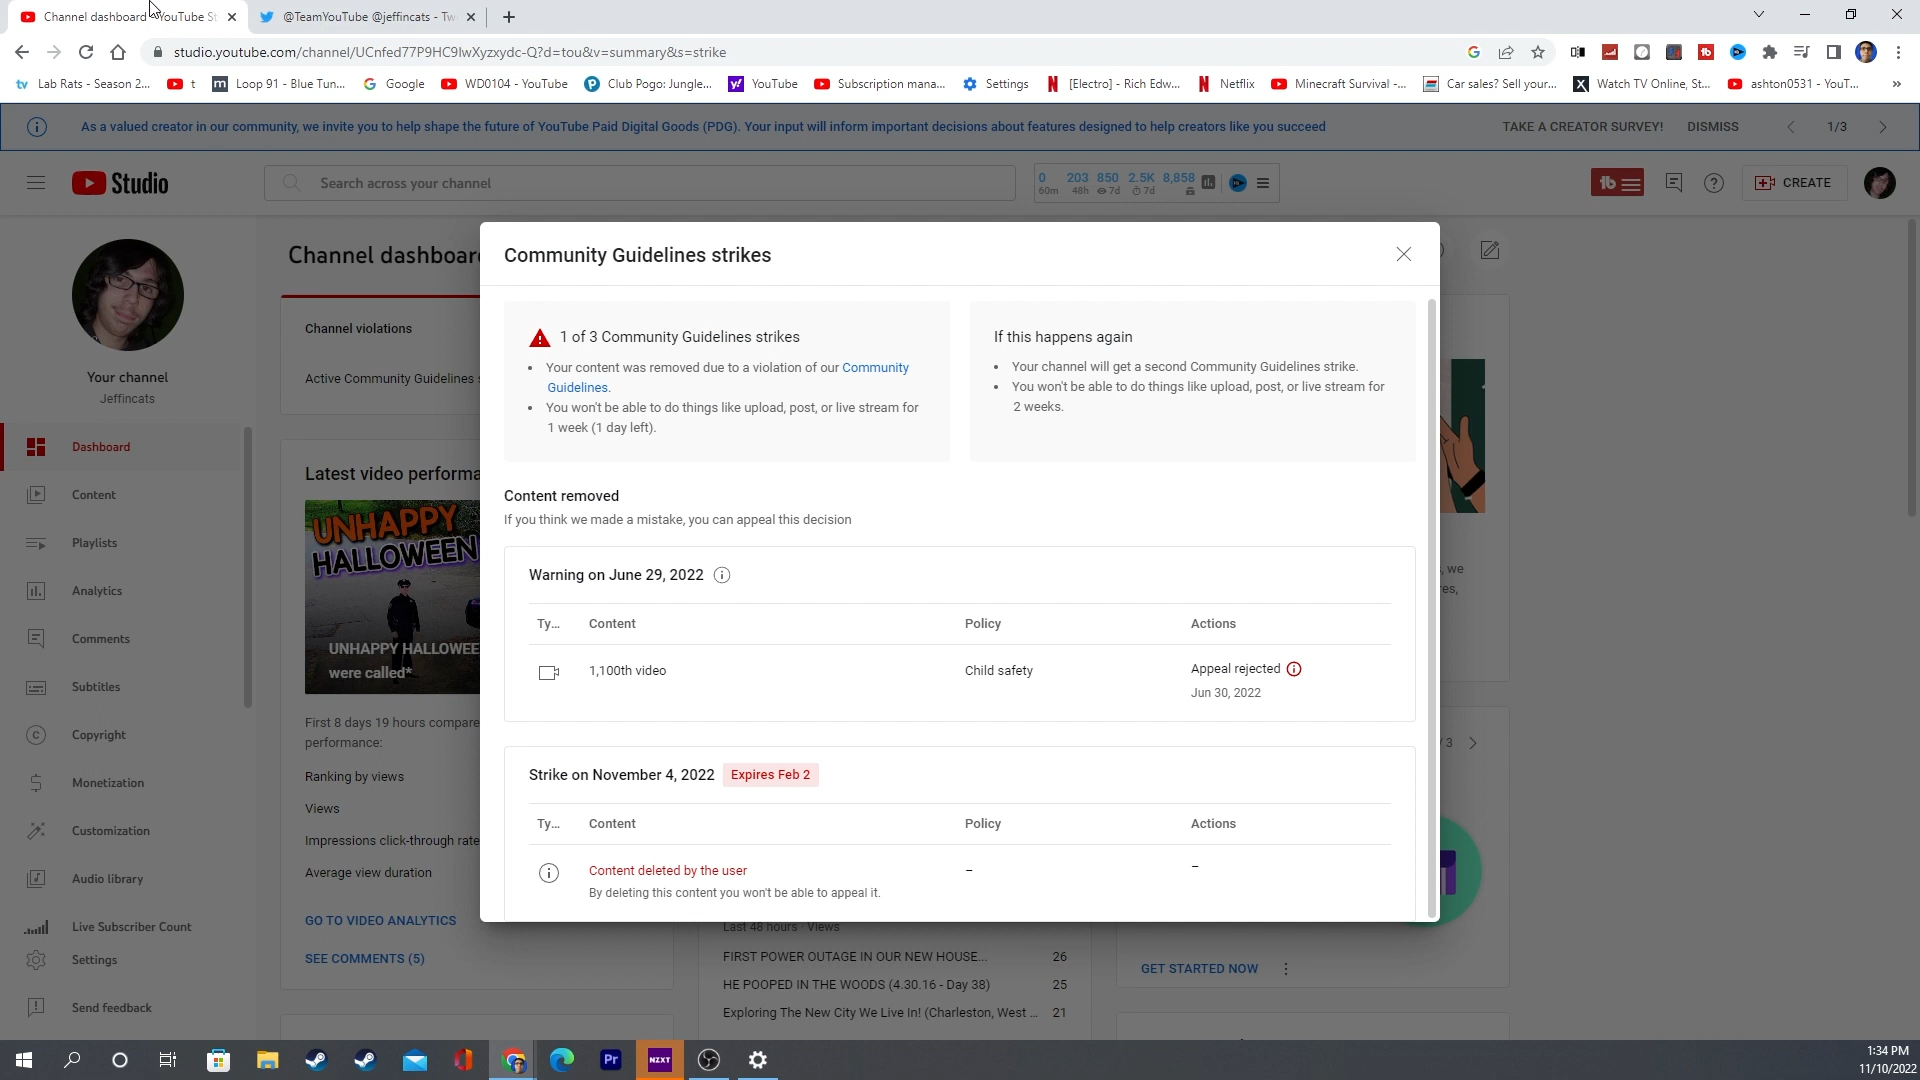 Channel dashboard - YouTube St
@TeamYouTube @jeffincats - Tw
studio.youtube.com/channel/UCnfed77P9HC9IwXyzxydc-Q?d=tou&v=summary&s=strike
Lab Rats - Season 2... t Loop 91 - Blue Tun... Google WD0104 - YouTube Club Pogo: Jungle... YouTube Subscription mana... Settings [Electro] - Rich Edw... Netflix Minecraft Survival -... Car sales? Sell your... Watch TV Online, St... ashton0531 - YouT... »
As a valued creator in our community, we invite you to help shape the future of YouTube Paid Digital Goods (PDG). Your input will inform important decisions about features designed to help creators like you succeed TAKE A CREATOR SURVEY! DISMISS 1/3
Studio
Search across your channel
0 203 850 2.5K 8,858
60m 48h 7d 7d
CREATE
Your channel
Jeffincats
Dashboard
Content
Playlists
Analytics
Comments
Subtitles
Copyright
Monetization
Customization
Audio library
Live Subscriber Count
Settings
Send feedback
Channel dashboar
Channel violations
Active Community Guidelines s
Latest video performa
UNHAPPY
HALLOWEEN
UNHAPPY HALLOWEE
were called*
First 8 days 19 hours compare
performance:
Ranking by views
Views
Impressions click-through rate
Average view duration
GO TO VIDEO ANALYTICS
SEE COMMENTS (5)
Community Guidelines strikes
1 of 3 Community Guidelines strikes
• Your content was removed due to a violation of our Community
Guidelines.
• You won't be able to do things like upload, post, or live stream for
1 week (1 day left).
If this happens again
• Your channel will get a second Community Guidelines strike.
• You won't be able to do things like upload, post, or live stream for
2 weeks.
Content removed
If you think we made a mistake, you can appeal this decision
Warning on June 29, 2022
Ty... Content Policy Actions
1,100th video Child safety Appeal rejected
Jun 30, 2022
Strike on November 4, 2022 Expires Feb 2
Ty... Content Policy Actions
Content deleted by the user – –
By deleting this content you won't be able to appeal it.
Last 48 hours · Views
FIRST POWER OUTAGE IN OUR NEW HOUSE... 26
HE POOPED IN THE WOODS (4.30.16 - Day 38) 25
Exploring The New City We Live In! (Charleston, West ... 21
, we
res,
/ 3
GET STARTED NOW
Pr
NZXT
1:34 PM
11/10/2022